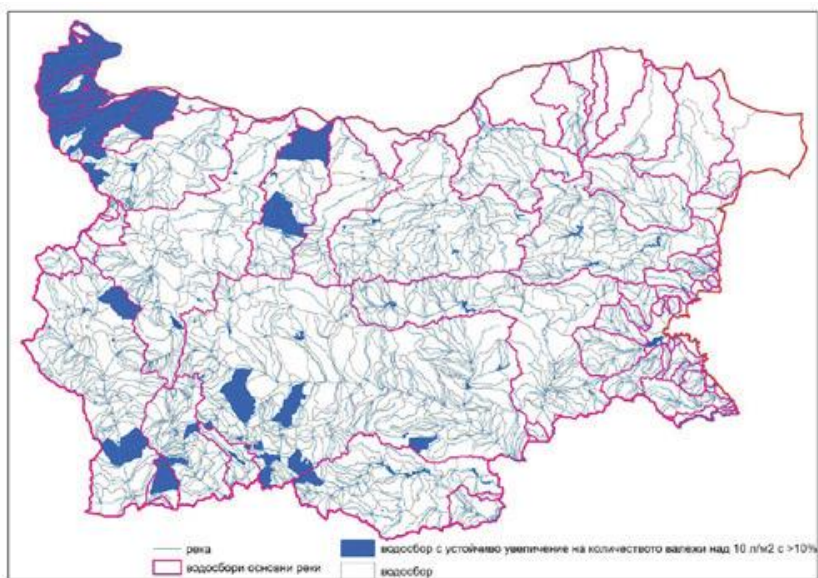 река
водосбор с устойчиво увеличение на количеството валежи над 10 л/м2 с >10%
водосбори основни реки
водосбор